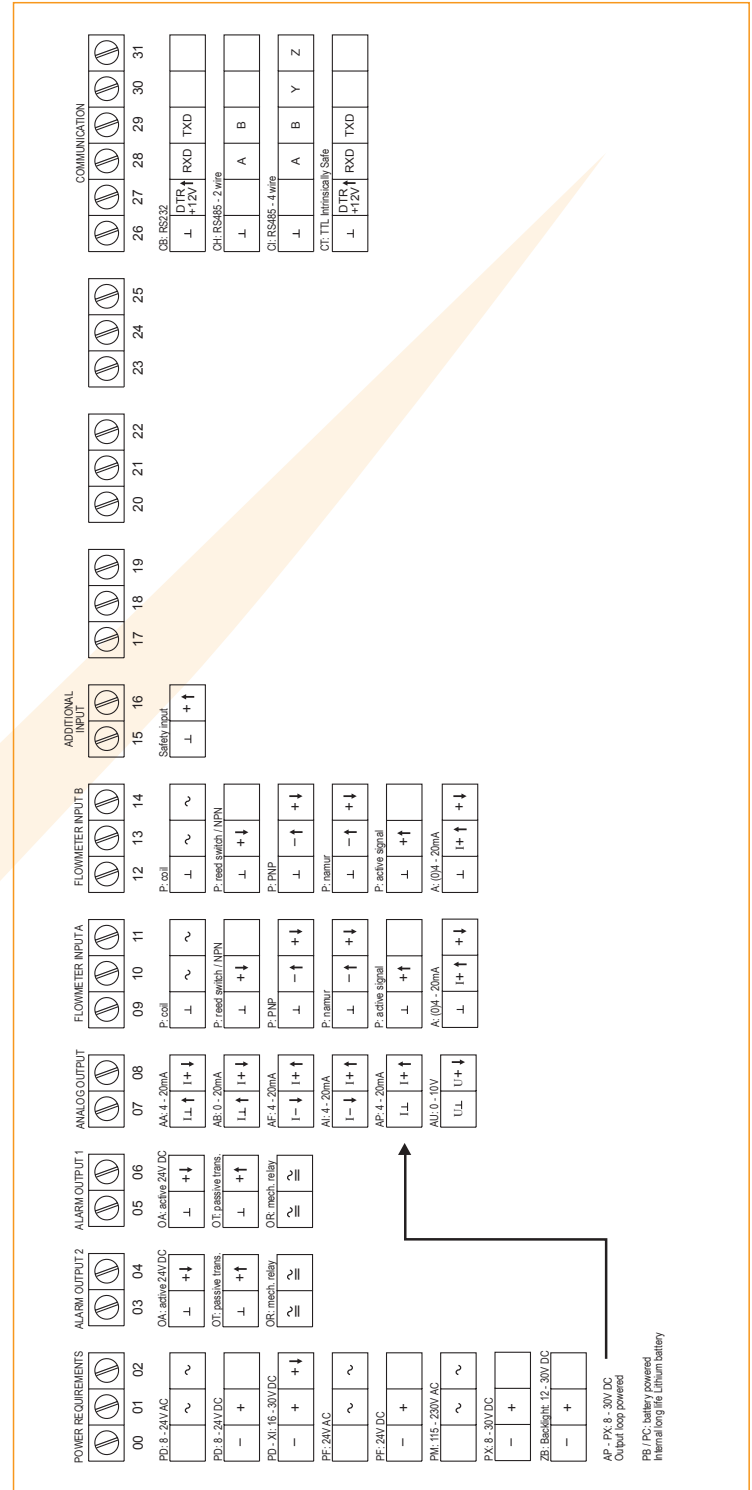 POWER REQUIREMENTS
00 01 02
PD: 8 - 24V AC
~ ~
PD: 8 - 24V DC
− +
PD - XI: 16 - 30V DC
− + +⬇
PF: 24V AC
~ ~
PF: 24V DC
− +
PM: 115 - 230V AC
~ ~
PX: 8 - 30V DC
− +
ZB: Backlight: 12 - 30V DC
− +
AP - PX: 8 - 30V DC
Output loop powered
PB / PC: battery powered
Internal long life Lithium battery
ALARM OUTPUT 2
03 04
OA: active 24V DC
⊥ +⬇
OT: passive trans.
⊥ +⬆
OR: mech. relay
≂ ≂
ALARM OUTPUT 1
05 06
OA: active 24V DC
⊥ +⬇
OT: passive trans.
⊥ +⬆
OR: mech. relay
≂ ≂
ANALOG OUTPUT
07 08
AA: 4 - 20mA
I⊥⬆ I+⬇
AB: 0 - 20mA
I⊥⬆ I+⬇
AF: 4 - 20mA
I−⬇ I+⬆
AI: 4 - 20mA
I−⬇ I+⬆
AP: 4 - 20mA
I⊥ I+⬆
AU: 0 - 10V
U⊥ U+⬇
FLOWMETER INPUT A
09 10 11
P: coil
⊥ ~ ~
P: reed switch / NPN
⊥ +⬇
P: PNP
⊥ −⬆ +⬇
P: namur
⊥ −⬆ +⬇
P: active signal
⊥ +⬆
A: (0)4 - 20mA
⊥ I+⬆ +⬇
FLOWMETER INPUT B
12 13 14
P: coil
⊥ ~ ~
P: reed switch / NPN
⊥ +⬇
P: PNP
⊥ −⬆ +⬇
P: namur
⊥ −⬆ +⬇
P: active signal
⊥ +⬆
A: (0)4 - 20mA
⊥ I+⬆ +⬇
ADDITIONAL
INPUT
15 16
Safety input
⊥ +⬆
17 18 19
20 21 22
23 24 25
COMMUNICATION
26 27 28 29 30 31
CB: RS232
⊥ DTR +12V⬆ RXD TXD
CH: RS485 - 2 wire
⊥ A B
CI: RS485 - 4 wire
⊥ A B Y Z
CT: TTL Intrinsically Safe
⊥ DTR +12V⬆ RXD TXD